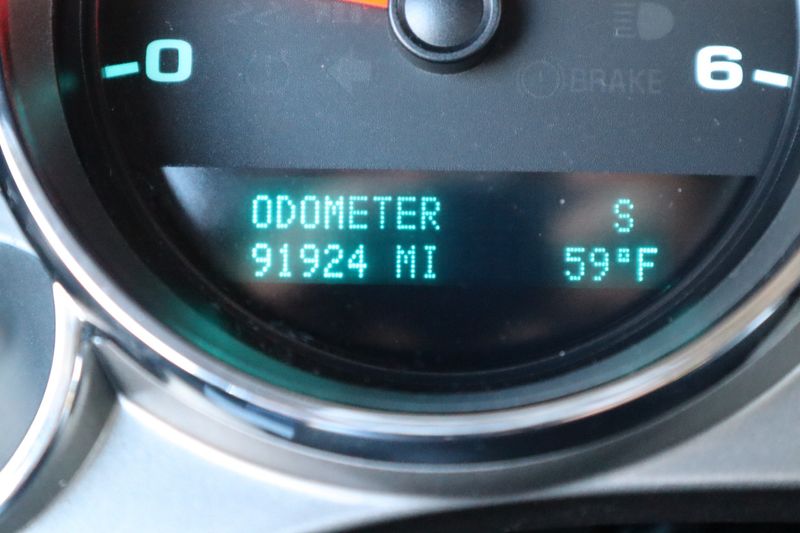 0 6
BRAKE
ODOMETER S
91924 MI 59°F